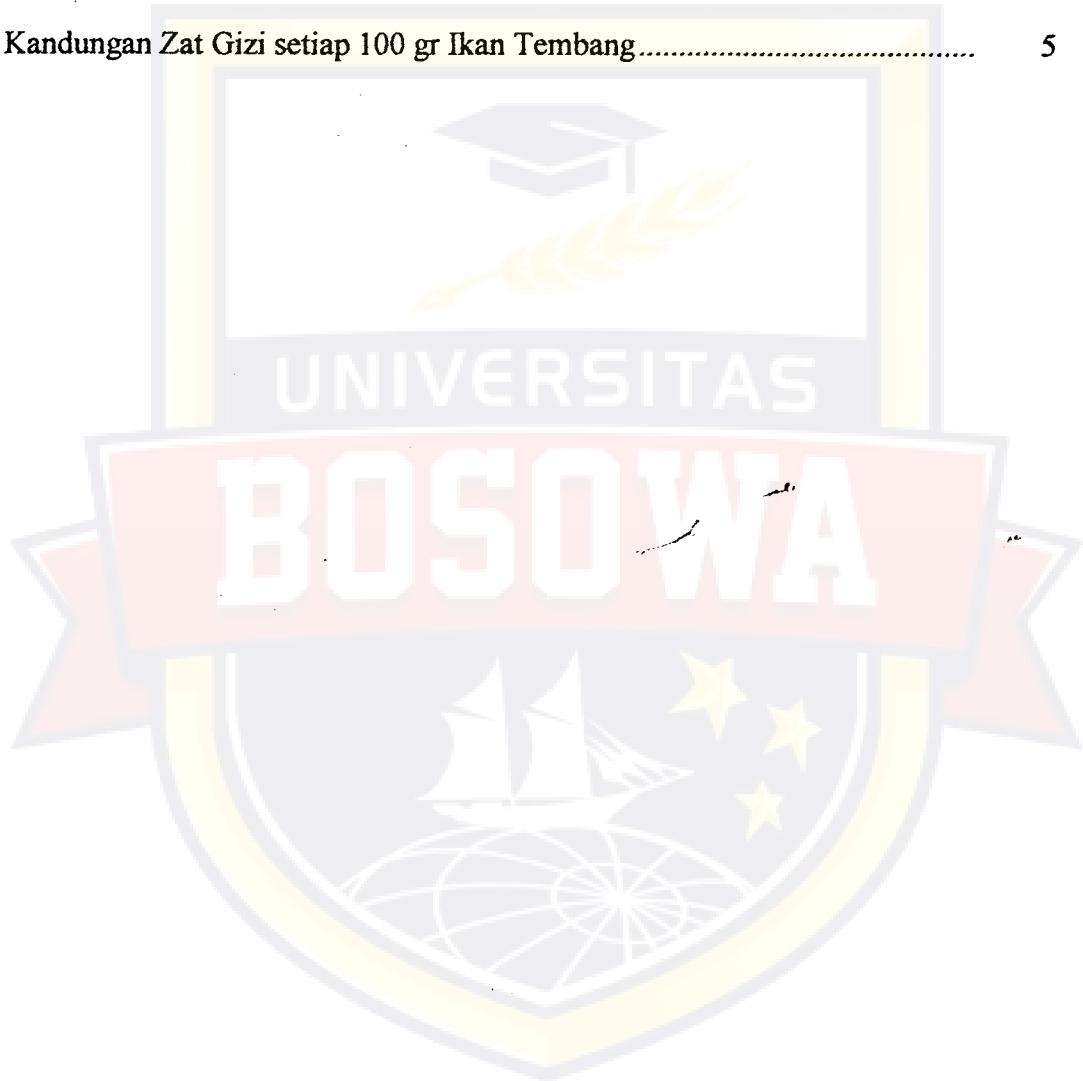 Kandungan Zat Gizi setiap 100 gr Ikan Tembang.......................................... 5
UNIVERSITAS
BOSOWA